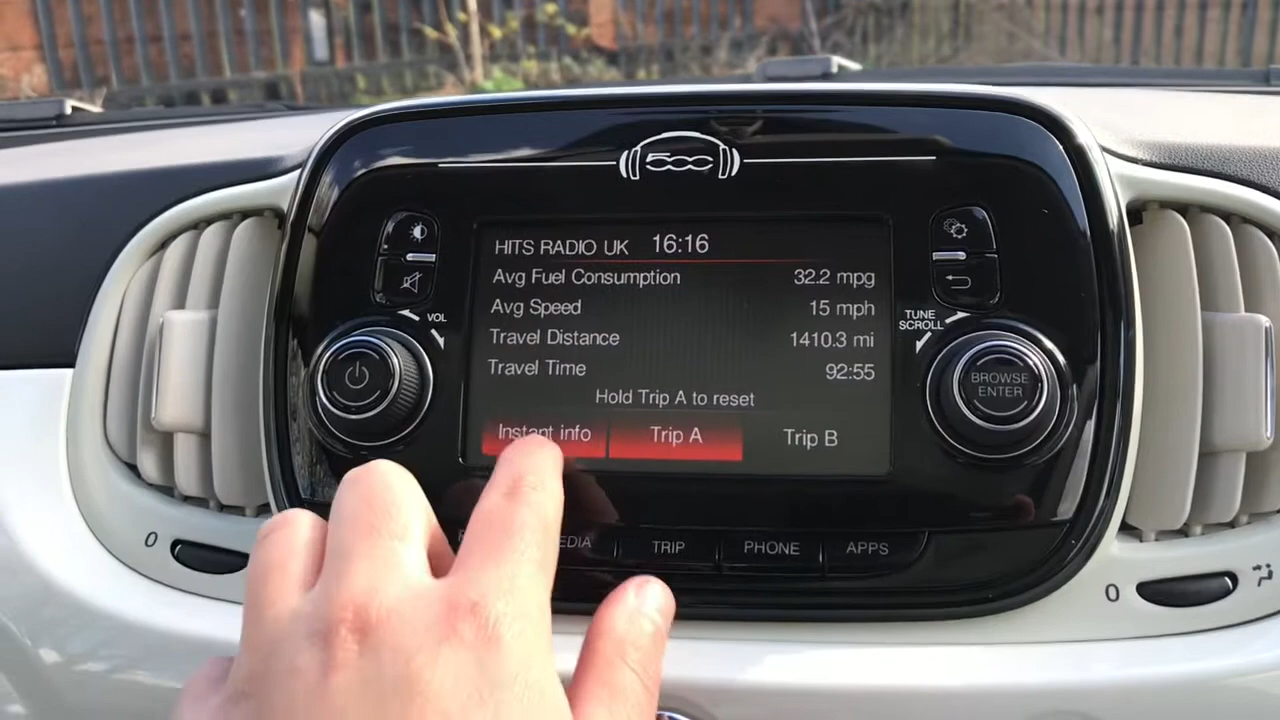 500
HITS RADIO UK 16:16
Avg Fuel Consumption 32.2 mpg
Avg Speed 15 mph
Travel Distance 1410.3 mi
Travel Time 92:55
Hold Trip A to reset
Instant info Trip A Trip B
VOL
TUNE
SCROLL
BROWSE
ENTER
TRIP PHONE APPS
0
0